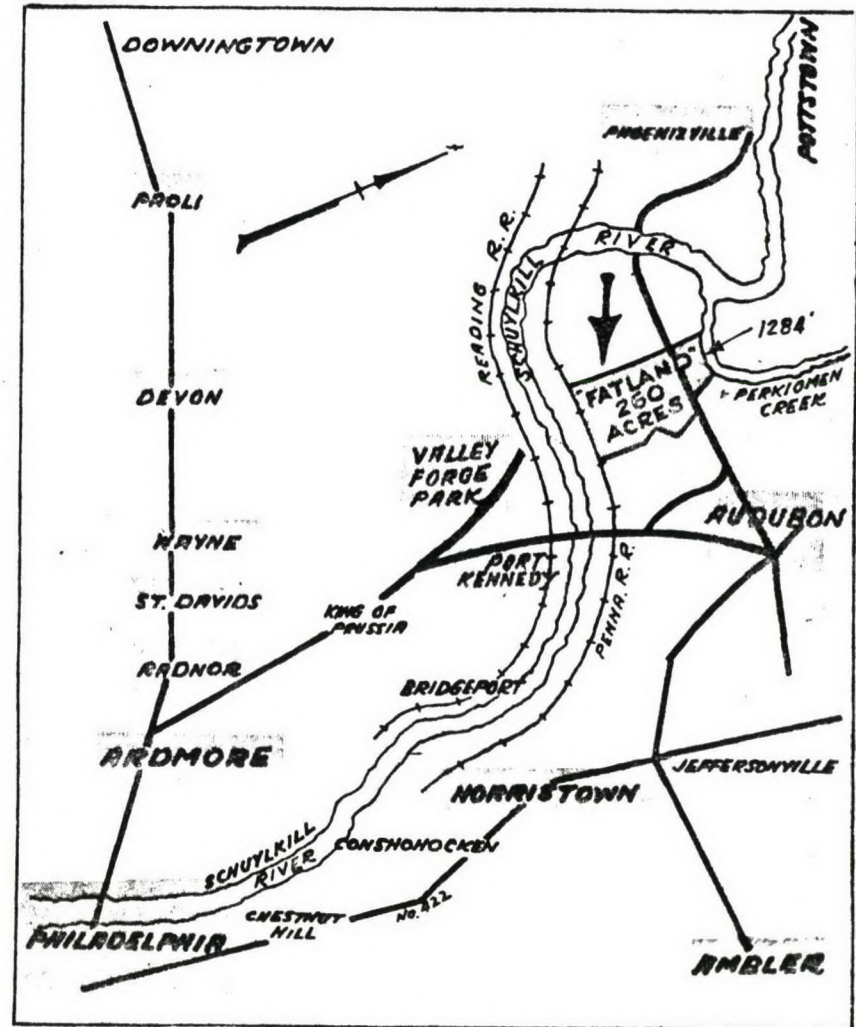 DOWNINGTOWN
POTTSTOWN
PHOENIXVILLE
PAOLI
READING R.R.
SCHUYLKILL
RIVER
1284'
"FATLAND"
260
ACRES
PERKIOMEN
CREEK
DEVON
VALLEY
FORGE
PARK
AUDUBON
WAYNE
PORT
KENNEDY
PENNA. R.R.
ST. DAVIDS
KING OF
PRUSSIA
RADNOR
BRIDGEPORT
ARDMORE
JEFFERSONVILLE
NORRISTOWN
SCHUYLKILL
RIVER
CONSHOHOCKEN
NO. 422
CHESTNUT
HILL
PHILADELPHIA
AMBLER